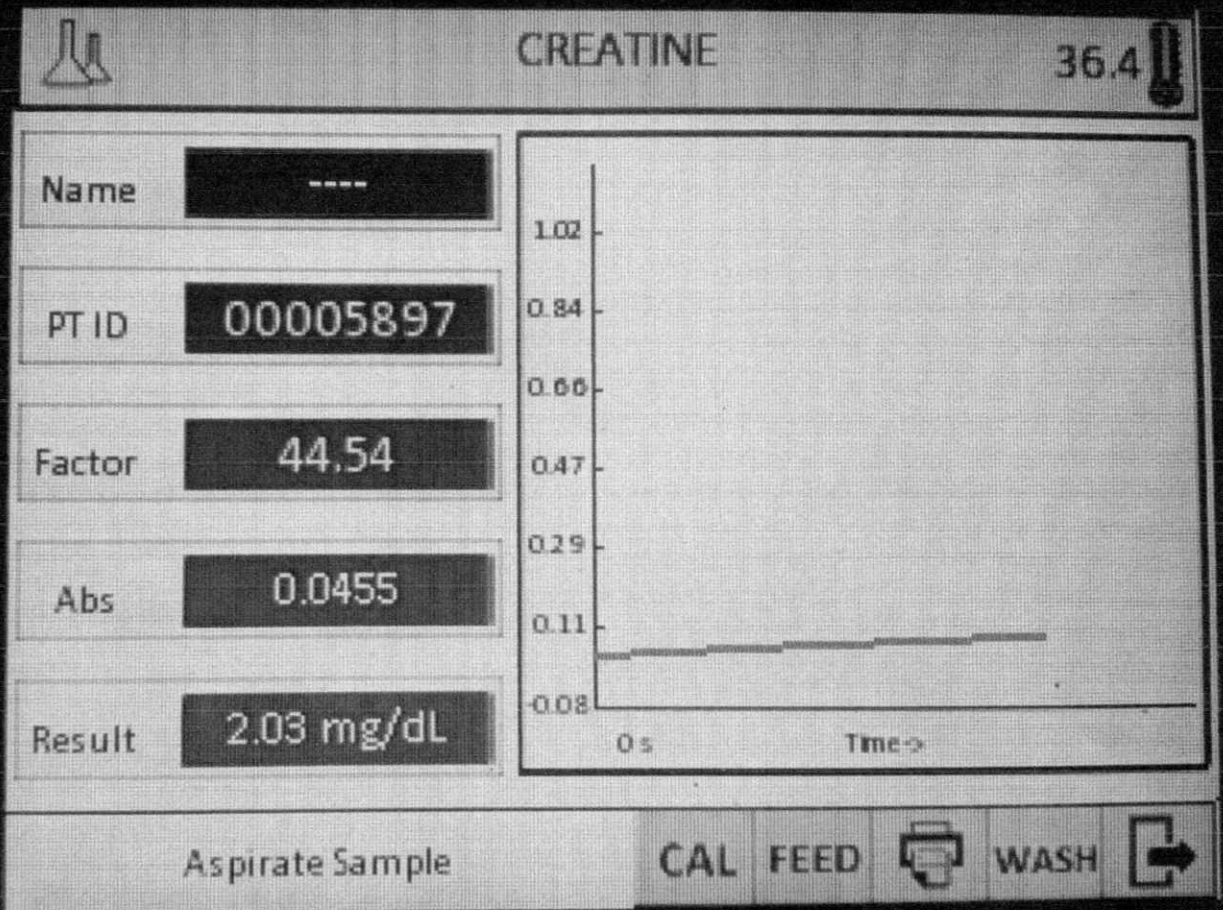 CREATINE
36.4
Name ----
PT ID 00005897
Factor 44.54
Abs 0.0455
Result 2.03 mg/dL
1.02
0.84
0.66
0.47
0.29
0.11
-0.08
0 s Time->
Aspirate Sample
CAL FEED WASH